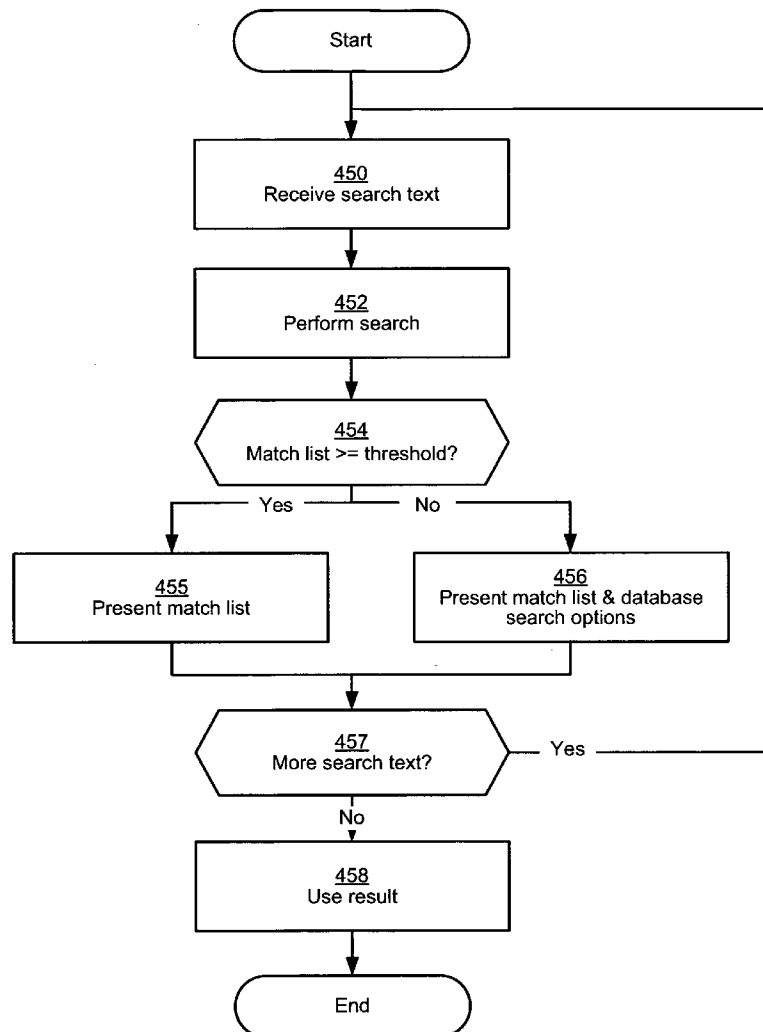 Start
450
Receive search text
452
Perform search
454
Match list >= threshold?
Yes
No
455
Present match list
456
Present match list & database
search options
457
More search text?
Yes
No
458
Use result
End